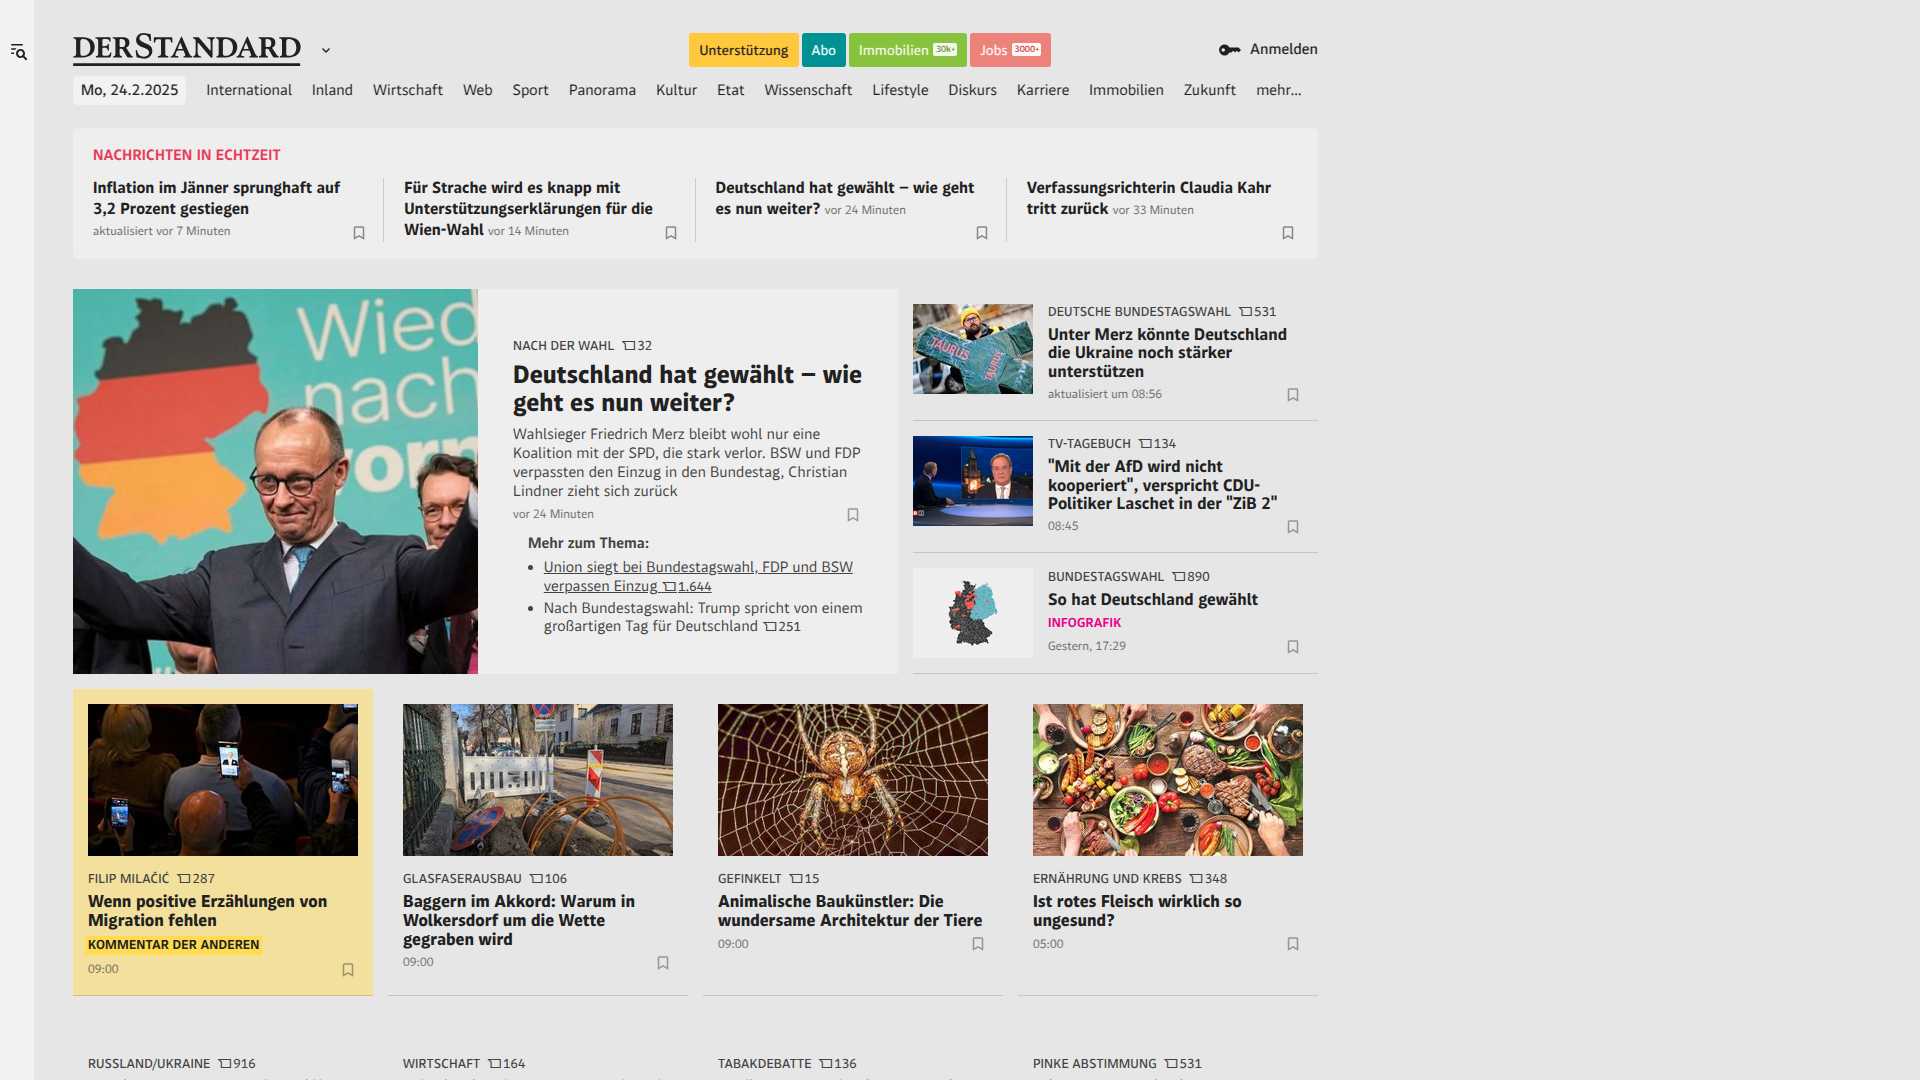 DERSTANDARD
Unterstützung
Abo
Immobilien 30k+
Jobs 3000+
Anmelden
Mo, 24.2.2025
International
Inland
Wirtschaft
Web
Sport
Panorama
Kultur
Etat
Wissenschaft
Lifestyle
Diskurs
Karriere
Immobilien
Zukunft
mehr...
NACHRICHTEN IN ECHTZEIT
Inflation im Jänner sprunghaft auf
3,2 Prozent gestiegen
aktualisiert vor 7 Minuten
Für Strache wird es knapp mit
Unterstützungserklärungen für die
Wien-Wahl vor 14 Minuten
Deutschland hat gewählt – wie geht
es nun weiter? vor 24 Minuten
Verfassungsrichterin Claudia Kahr
tritt zurück vor 33 Minuten
Wied
nach
vorn
NACH DER WAHL 32
Deutschland hat gewählt – wie
geht es nun weiter?
Wahlsieger Friedrich Merz bleibt wohl nur eine
Koalition mit der SPD, die stark verlor. BSW und FDP
verpassten den Einzug in den Bundestag, Christian
Lindner zieht sich zurück
vor 24 Minuten
Mehr zum Thema:
• Union siegt bei Bundestagswahl, FDP und BSW
verpassen Einzug 1.644
• Nach Bundestagswahl: Trump spricht von einem
großartigen Tag für Deutschland 251
TAURUS
TAURUS
DEUTSCHE BUNDESTAGSWAHL 531
Unter Merz könnte Deutschland
die Ukraine noch stärker
unterstützen
aktualisiert um 08:56
TV-TAGEBUCH 134
"Mit der AfD wird nicht
kooperiert", verspricht CDU-
Politiker Laschet in der "ZiB 2"
08:45
BUNDESTAGSWAHL 890
So hat Deutschland gewählt
INFOGRAFIK
Gestern, 17:29
FILIP MILAČIĆ 287
Wenn positive Erzählungen von
Migration fehlen
KOMMENTAR DER ANDEREN
09:00
GLASFASERAUSBAU 106
Baggern im Akkord: Warum in
Wolkersdorf um die Wette
gegraben wird
09:00
GEFINKELT 15
Animalische Baukünstler: Die
wundersame Architektur der Tiere
09:00
ERNÄHRUNG UND KREBS 348
Ist rotes Fleisch wirklich so
ungesund?
05:00
RUSSLAND/UKRAINE 916
WIRTSCHAFT 164
TABAKDEBATTE 136
PINKE ABSTIMMUNG 531